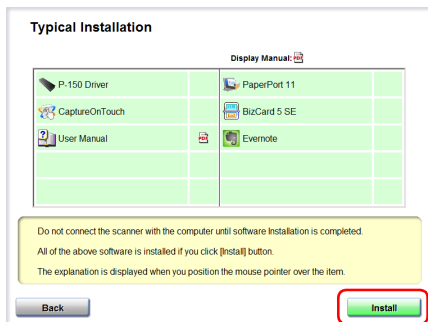 Typical Installation
Display Manual:
P-150 Driver
PaperPort 11
CaptureOnTouch
BizCard 5 SE
User Manual
Evernote
Do not connect the scanner with the computer until software Installation is completed.
All of the above software is installed if you click [Install] button.
The explanation is displayed when you position the mouse pointer over the item.
Back
Install